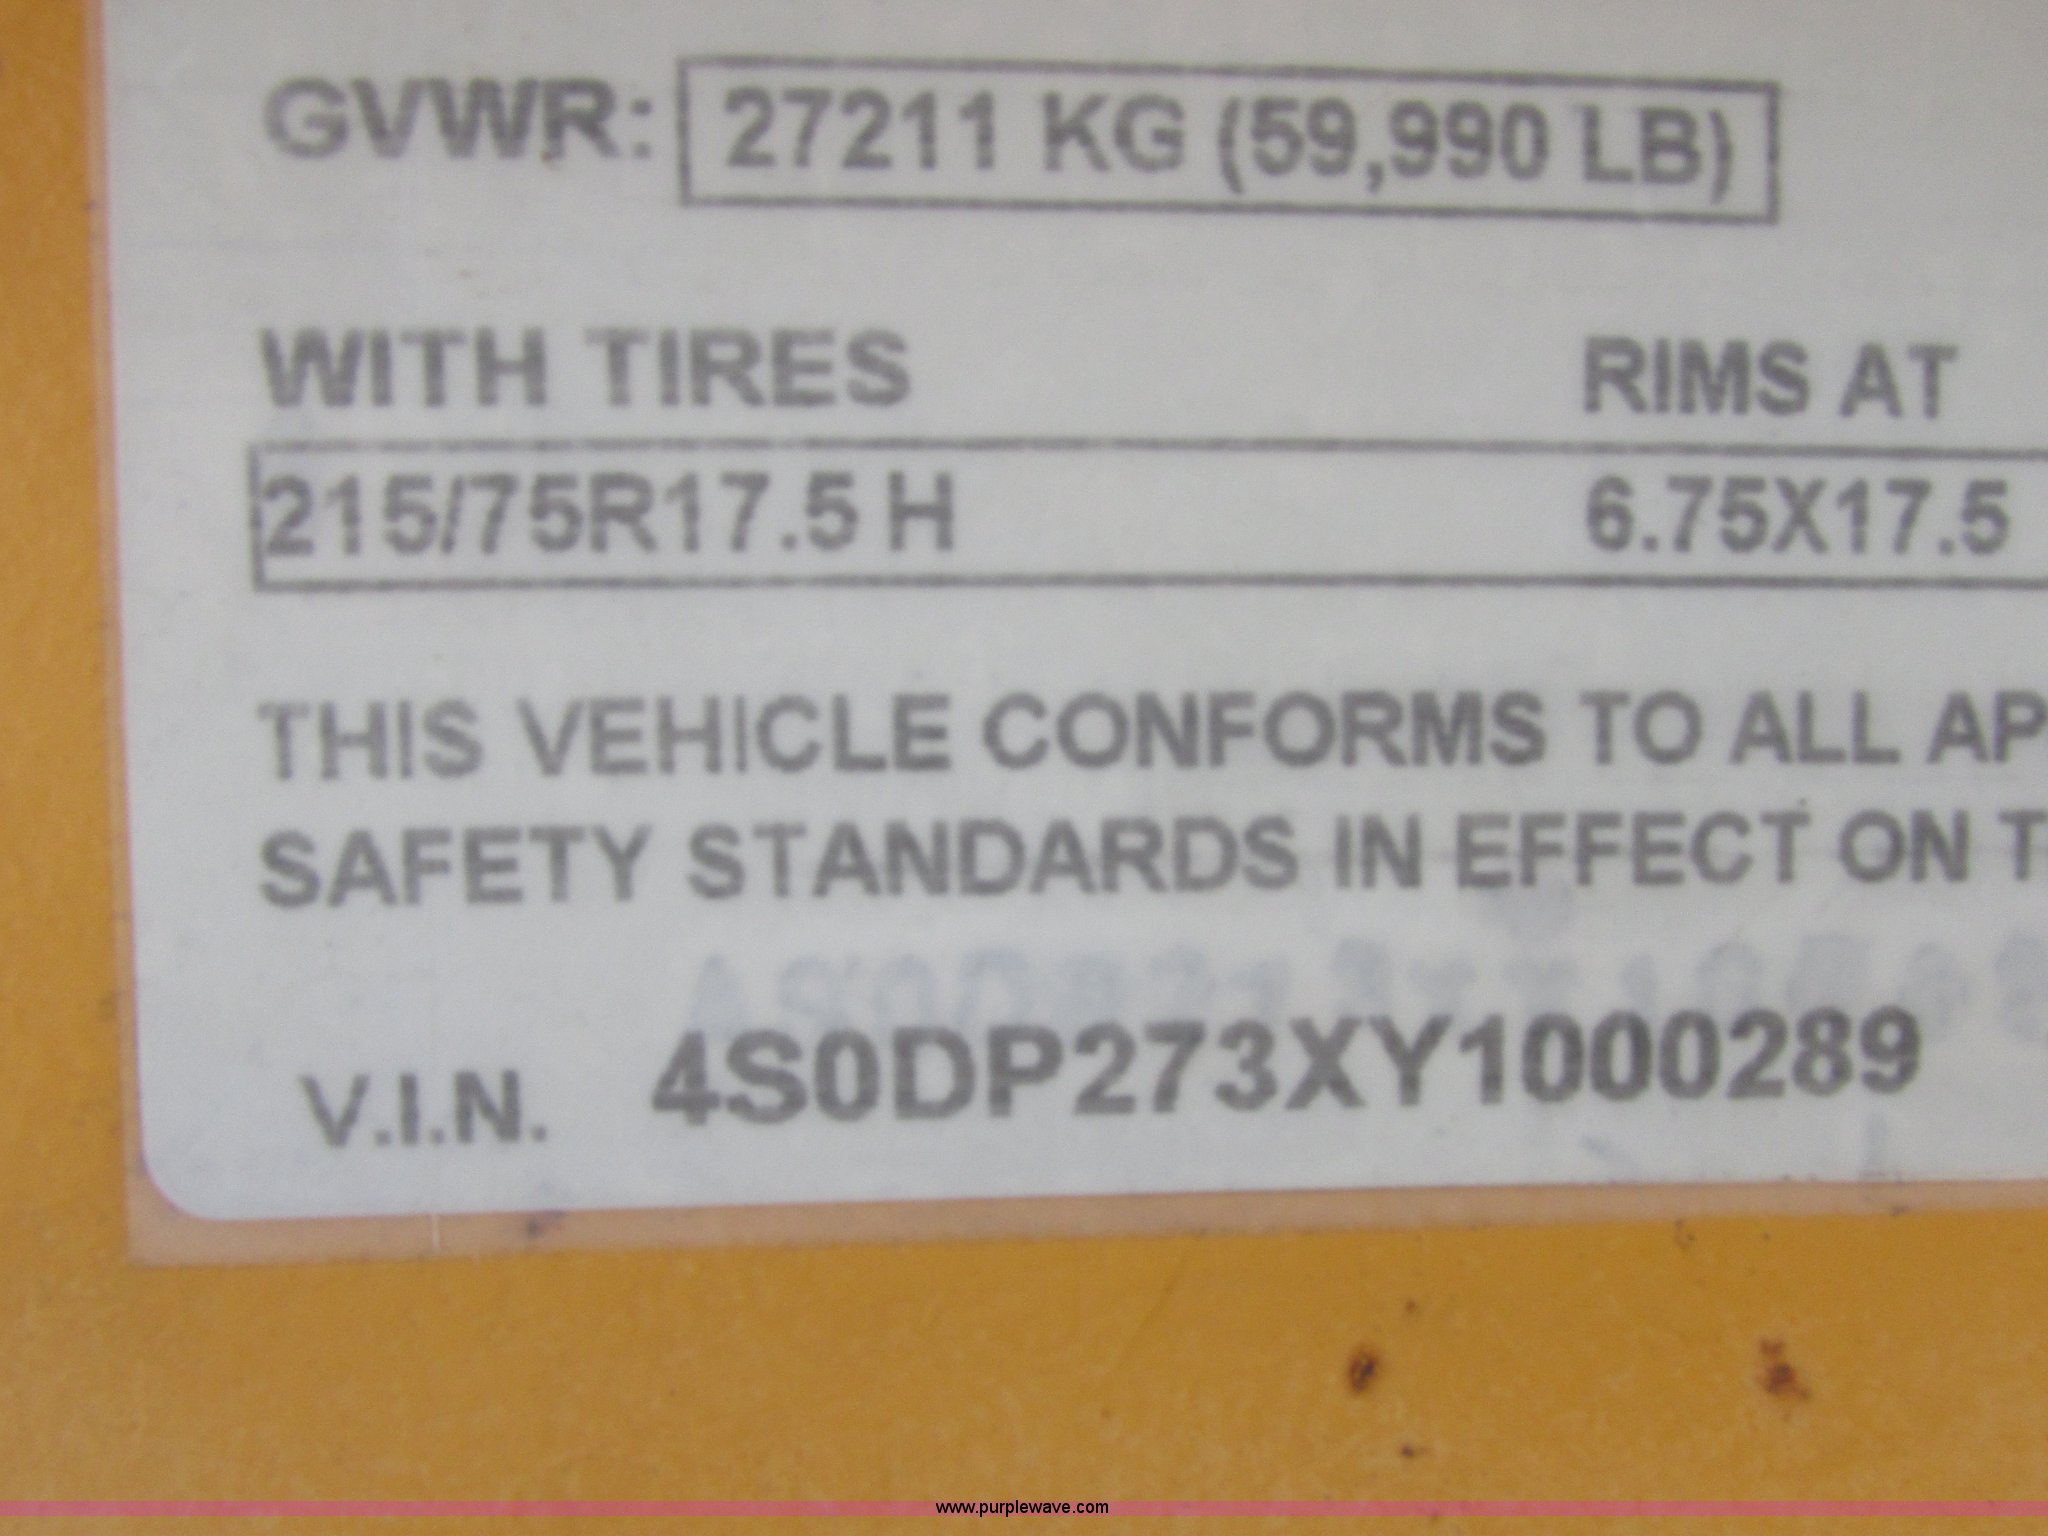 GVWR: 27211 KG (59,990 LB)
WITH TIRES RIMS AT
215/75R17.5 H 6.75X17.5
THIS VEHICLE CONFORMS TO ALL AP
SAFETY STANDARDS IN EFFECT ON T
V.I.N. 4S0DP273XY1000289
www.purplewave.com